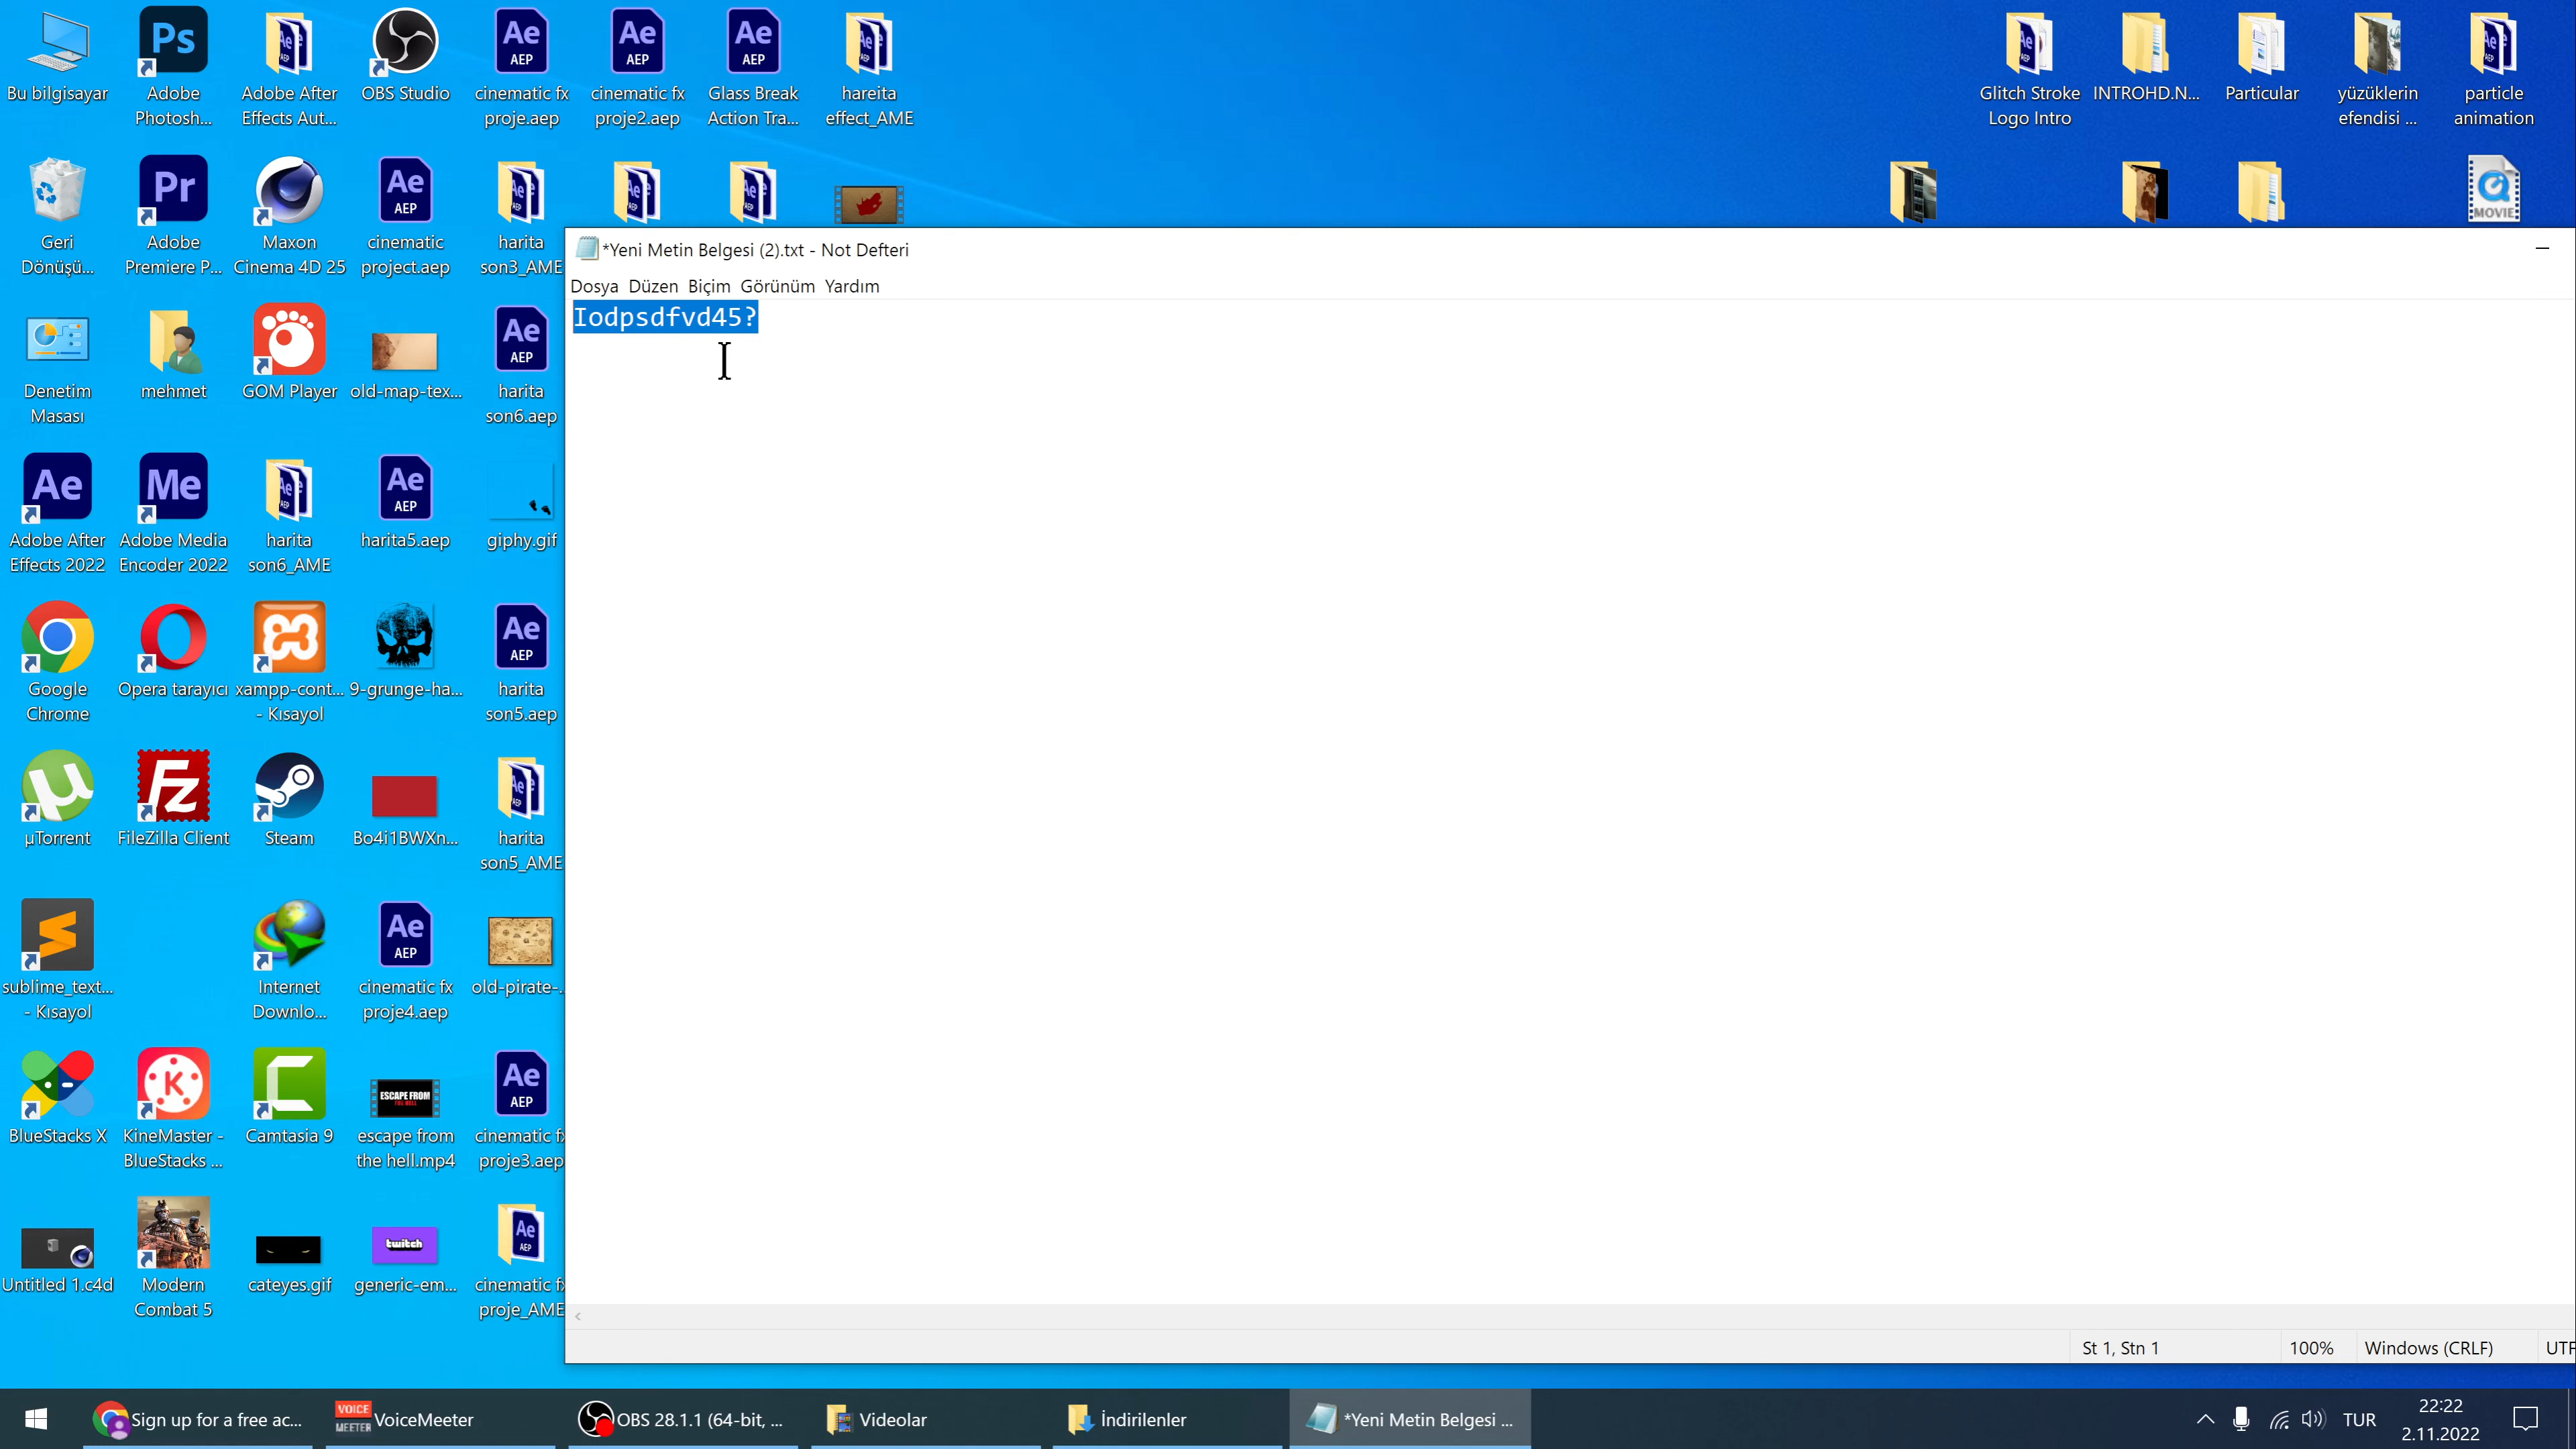 Bu bilgisayar
Adobe
Photosh...
Adobe After
Effects Aut...
OBS Studio
cinematic fx
proje.aep
cinematic fx
proje2.aep
Glass Break
Action Tra...
hareita
effect_AME
Glitch Stroke
Logo Intro
INTROHD.N...
Particular
yüzüklerin
efendisi ...
particle
animation
Geri
Dönüşü...
Adobe
Premiere P...
Maxon
Cinema 4D 25
cinematic
project.aep
harita
son3_AME
*Yeni Metin Belgesi (2).txt - Not Defteri
Dosya Düzen Biçim Görünüm Yardım
Iodpsdfvd45?
Denetim
Masası
mehmet
GOM Player
old-map-tex...
harita
son6.aep
Adobe After
Effects 2022
Adobe Media
Encoder 2022
harita
son6_AME
harita5.aep
giphy.gif
Google
Chrome
Opera tarayıcı
xampp-cont...
- Kısayol
9-grunge-ha...
harita
son5.aep
µTorrent
FileZilla Client
Steam
Bo4i1BWXn...
harita
son5_AME
sublime_text...
- Kısayol
Internet
Downlo...
cinematic fx
proje4.aep
old-pirate-...
BlueStacks X
KineMaster -
BlueStacks ...
Camtasia 9
ESCAPE FROM
THE HELL
escape from
the hell.mp4
cinematic fx
proje3.aep
Untitled 1.c4d
Modern
Combat 5
cateyes.gif
twitch
generic-em...
cinematic fx
proje_AME
St 1, Stn 1
100%
Windows (CRLF)
UTF
Sign up for a free ac...
VOICE
MEETER
VoiceMeeter
OBS 28.1.1 (64-bit, ...
Videolar
İndirilenler
*Yeni Metin Belgesi ...
TUR
22:22
2.11.2022